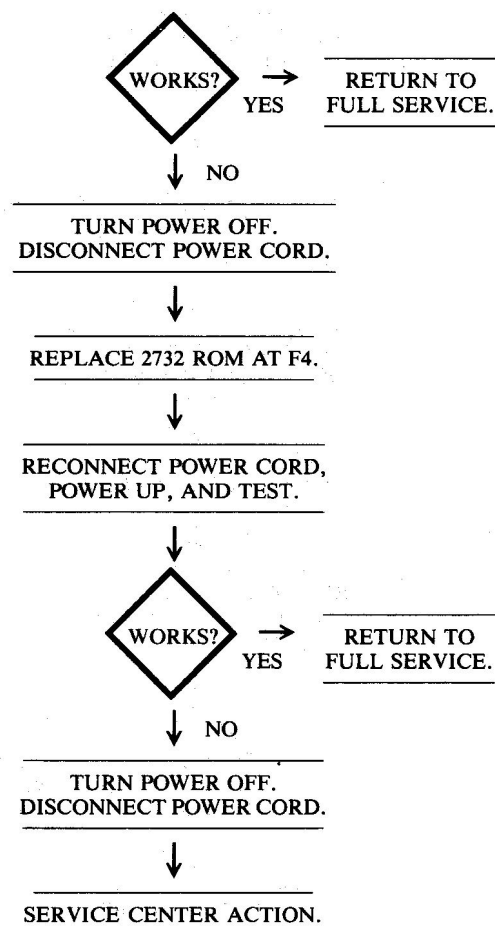 WORKS?
YES
RETURN TO
FULL SERVICE.
NO
TURN POWER OFF.
DISCONNECT POWER CORD.
REPLACE 2732 ROM AT F4.
RECONNECT POWER CORD,
POWER UP, AND TEST.
WORKS?
YES
RETURN TO
FULL SERVICE.
NO
TURN POWER OFF.
DISCONNECT POWER CORD.
SERVICE CENTER ACTION.